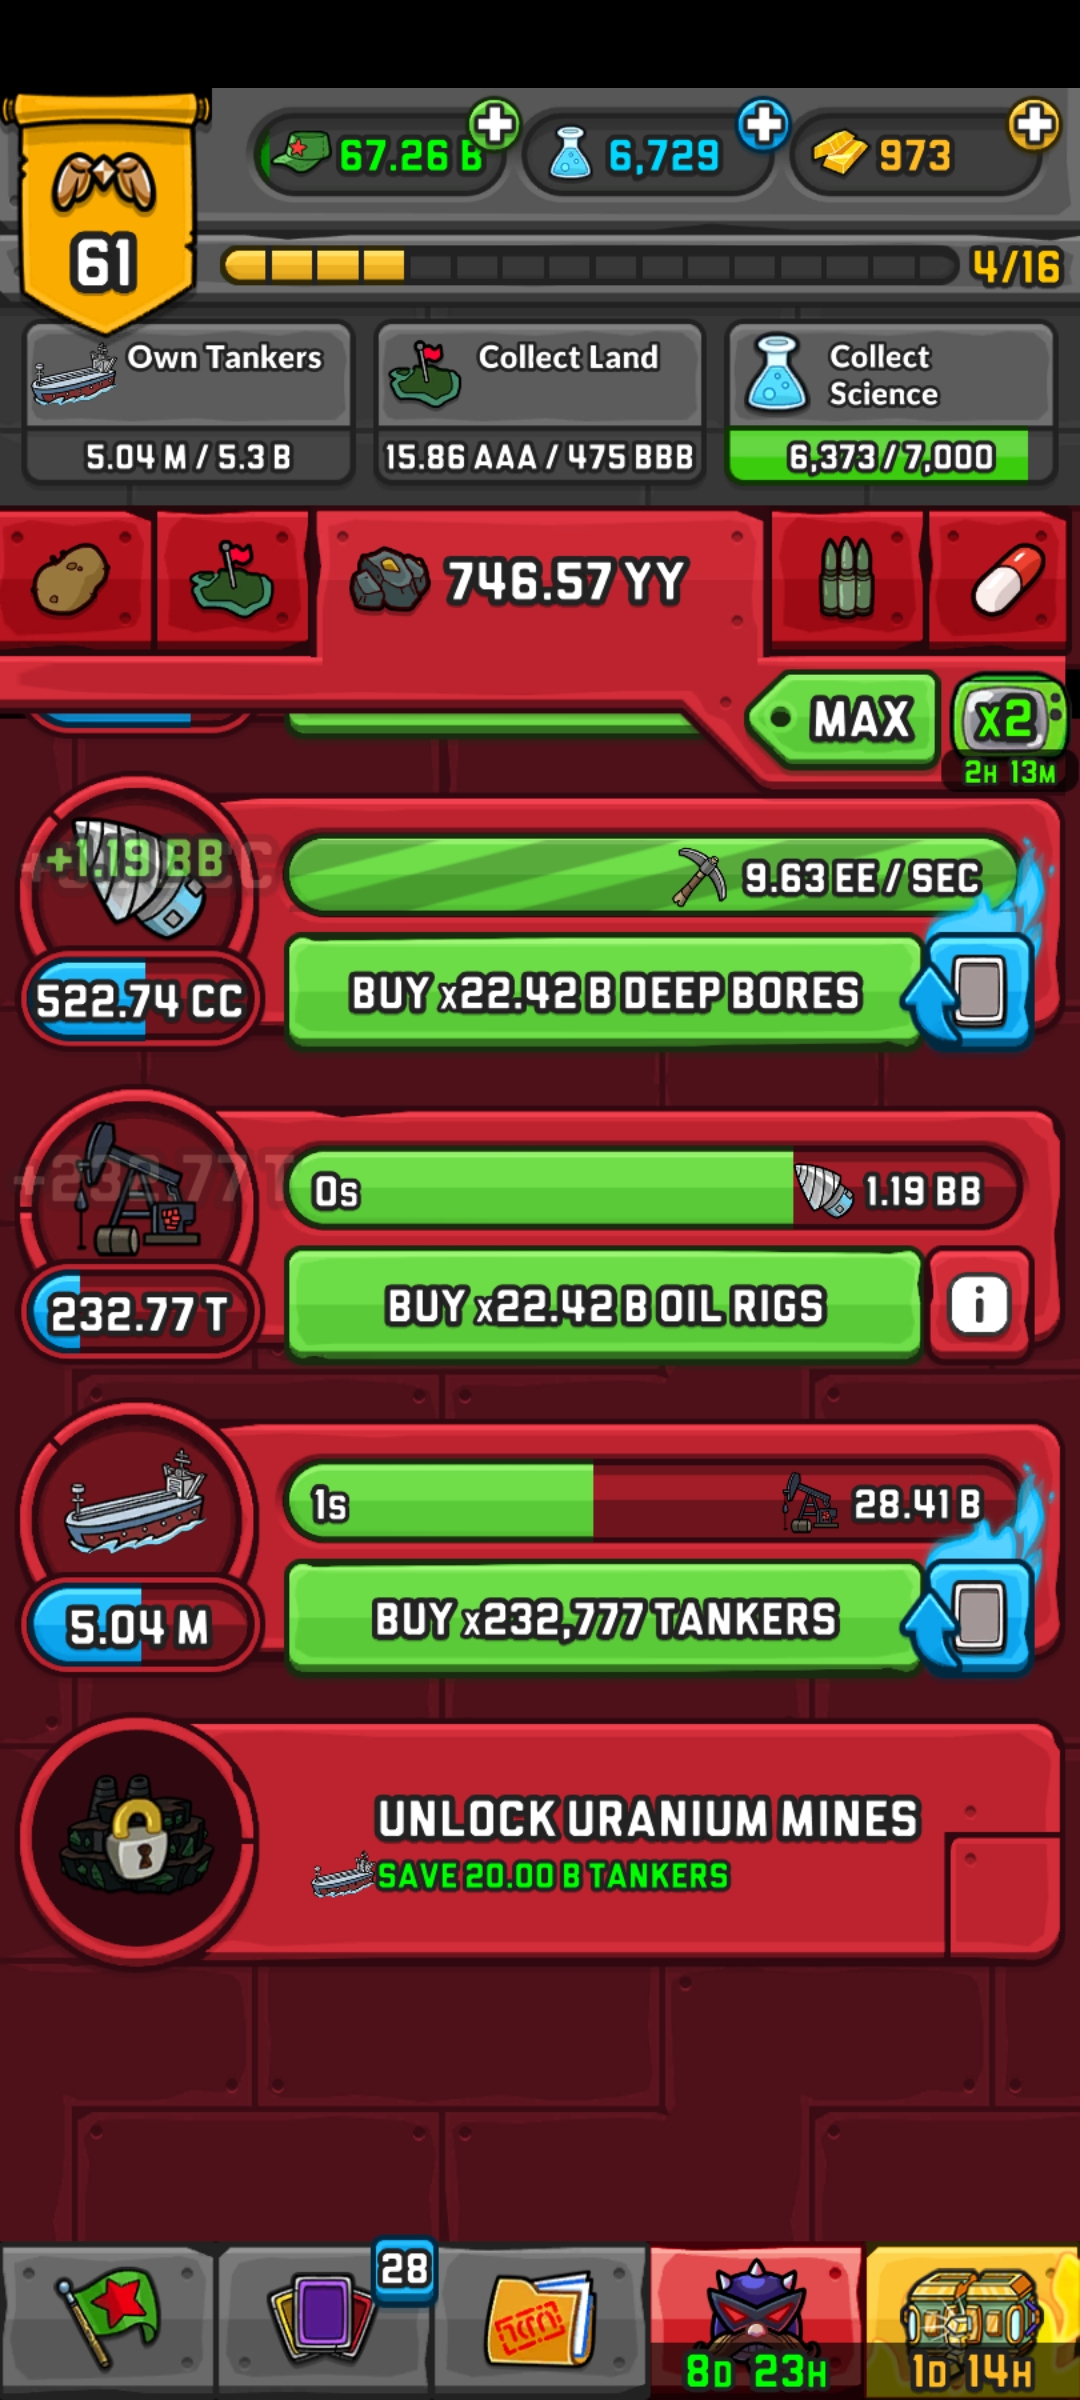 67.26 B
6,729
973
61
4/16
Own Tankers
5.04 M / 5.3 B
Collect Land
15.86 AAA / 475 BBB
Collect
Science
6,373 / 7,000
746.57 YY
MAX
x2
2H 13M
+1.19 BB
9.63 EE / SEC
522.74 CC
BUY x22.42 B DEEP BORES
+232.77 T
0s
1.19 BB
232.77 T
BUY x22.42 B OIL RIGS
i
1s
28.41 B
5.04 M
BUY x232,777 TANKERS
UNLOCK URANIUM MINES
SAVE 20.00 B TANKERS
28
8D 23H
1D 14H